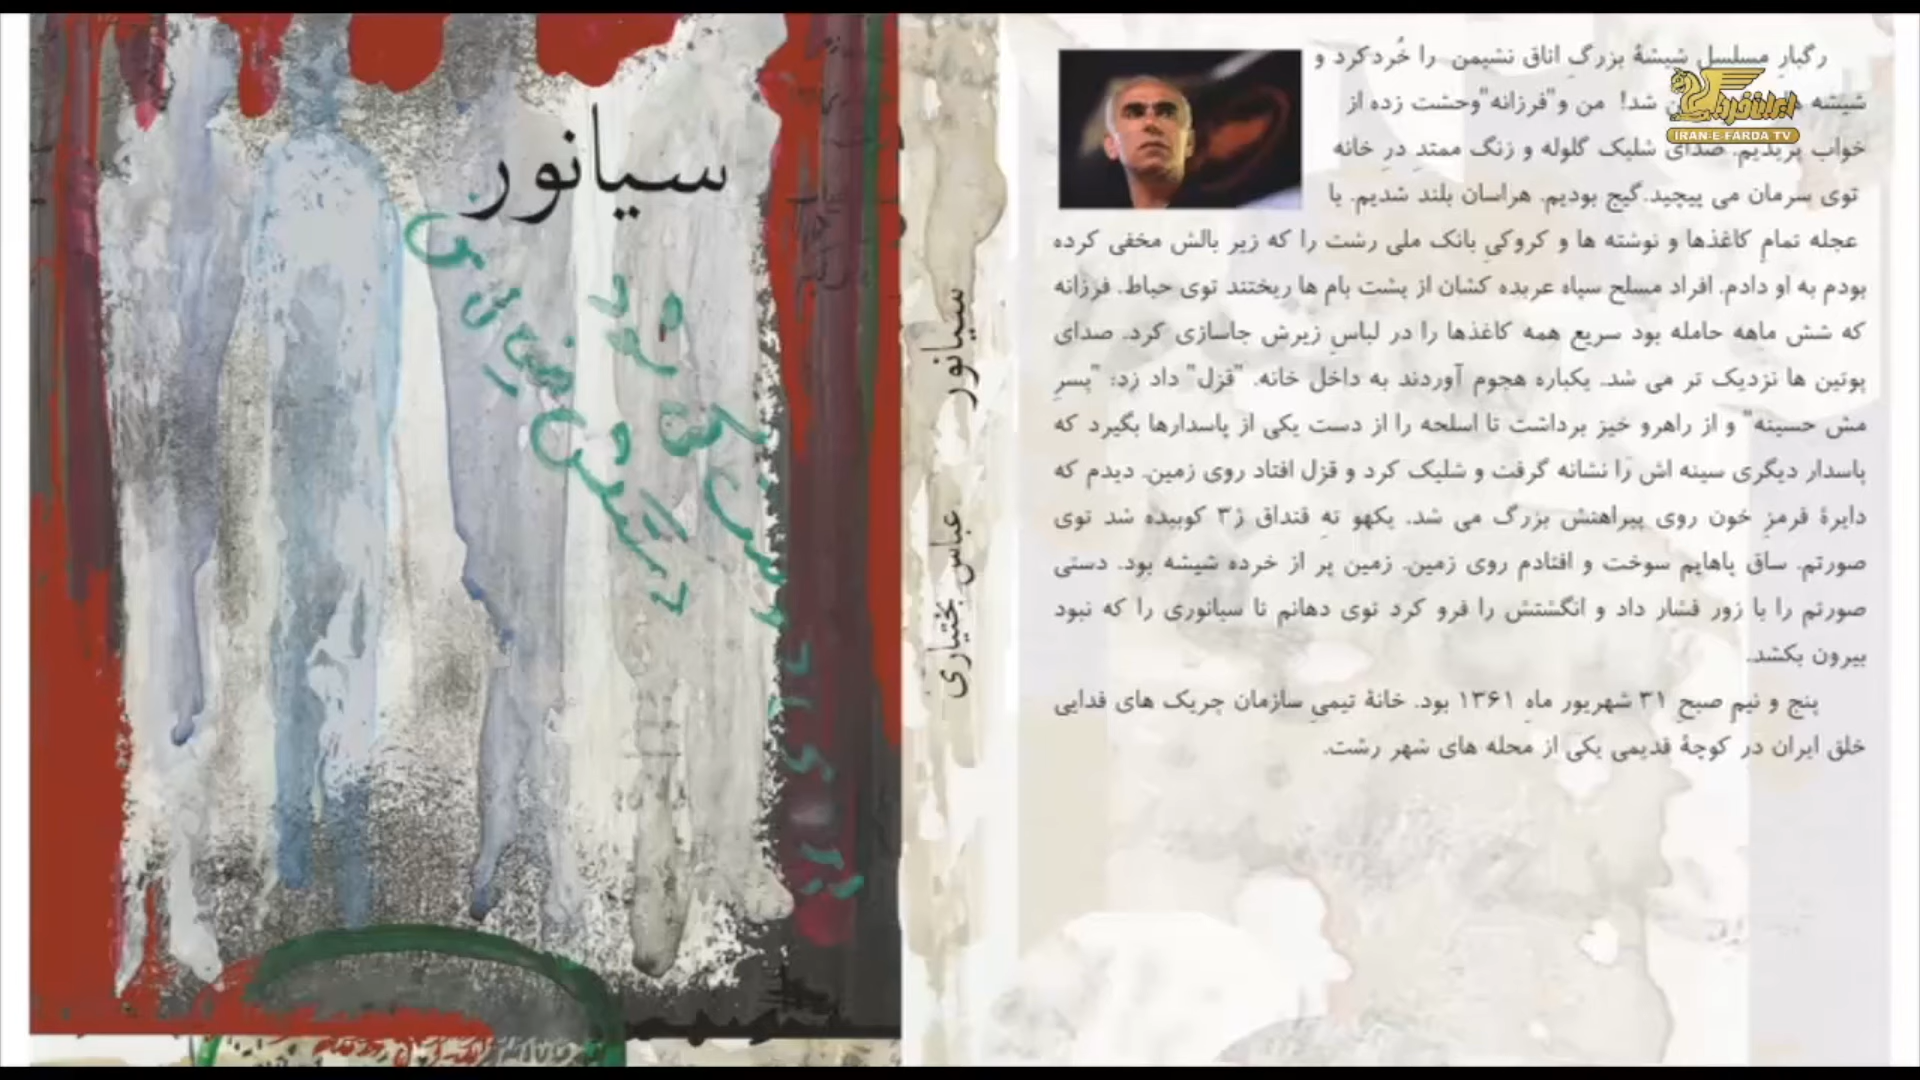 سیانور
سیانور
عباس بختیاری
رگبارِ مسلسل شیشهٔ بزرگِ اتاق نشیمن را خُرد کرد و
شیشه شد! من و"فرزانه"وحشت زده از
خواب پریدیم. صدای شلیک گلوله و زنگ ممتدِ درِ خانه
توی سرمان می پیچید.گیج بودیم. هراسان بلند شدیم. با
عجله تمامِ کاغذها و نوشته ها و کروکیِ بانک ملی رشت را که زیر بالش مخفی کرده
بودم به او دادم. افراد مسلح سپاه عربده کشان از پشت بام ها ریختند توی حیاط. فرزانه
که شش ماهه حامله بود سریع همه کاغذها را در لباسِ زیرش جاسازی کرد. صدای
پوتین ها نزدیک تر می شد. یکباره هجوم آوردند به داخل خانه. "قزل" داد زد: "پسرِ
مش حسینه" و از راهرو خیز برداشت تا اسلحه را از دست یکی از پاسدارها بگیرد که
پاسدار دیگری سینه اش را نشانه گرفت و شلیک کرد و قزل افتاد روی زمین. دیدم که
دایرهٔ قرمزِ خون روی پیراهنش بزرگ می شد. یکهو تهِ قنداق ژ۳ کوبیده شد توی
صورتم. ساق پاهایم سوخت و افتادم روی زمین. زمین پر از خرده شیشه بود. دستی
صورتم را با زور فشار داد و انگشتش را فرو کرد توی دهانم تا سیانوری را که نبود
بیرون بکشد.
پنج و نیمِ صبحِ ۳۱ شهریور ماهِ ۱۳۶۱ بود. خانهٔ تیمیِ سازمان چریک های فدایی
خلق ایران در کوچهٔ قدیمی یکی از محله های شهر رشت.
ایران فردا
IRAN-E-FARDA TV